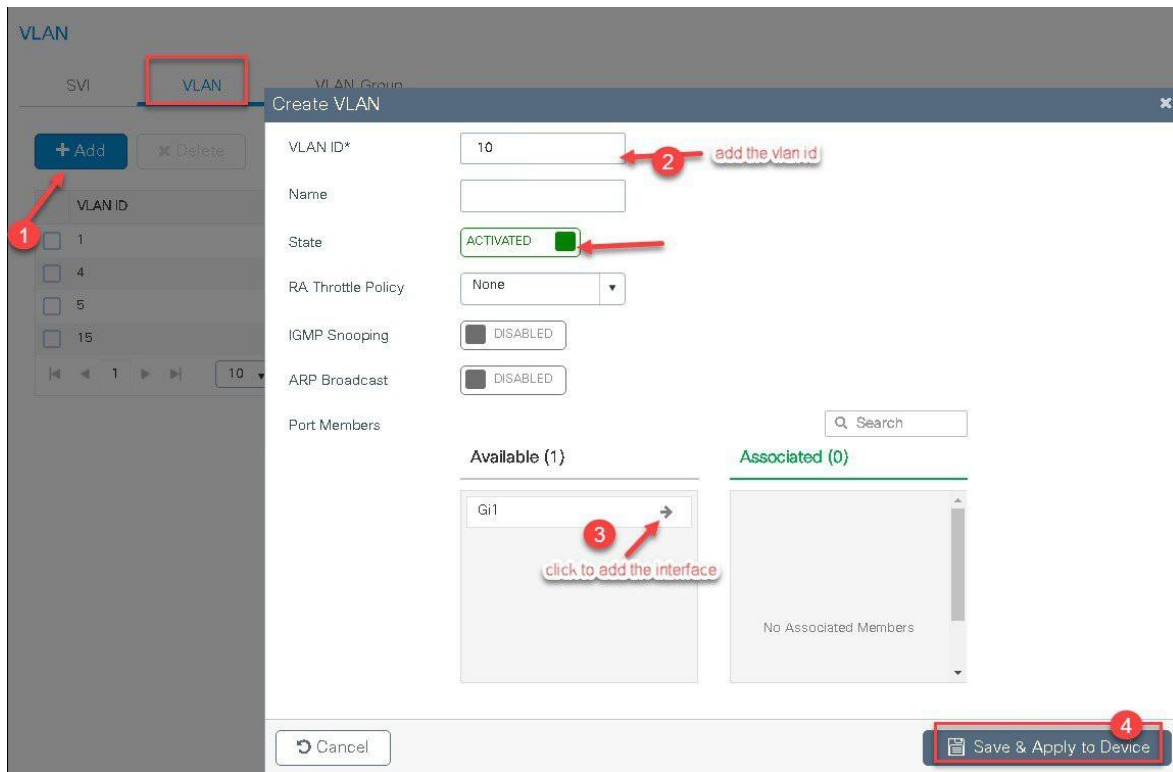 VLAN
SVI
VLAN
VLAN Group
Create VLAN
+ Add
× Delete
VLAN ID* 10
2 add the vlan id
Name
1
VLAN ID
State ACTIVATED
1
4
5
15
RA Throttle Policy None
IGMP Snooping DISABLED
1 10
ARP Broadcast DISABLED
Port Members
Search
Available (1)
Associated (0)
Gi1
3
click to add the interface
No Associated Members
Cancel
4
Save & Apply to Device